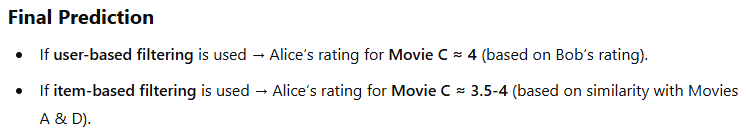 Final Prediction
• If user-based filtering is used → Alice's rating for Movie C ≈ 4 (based on Bob's rating).
• If item-based filtering is used → Alice's rating for Movie C ≈ 3.5-4 (based on similarity with Movies
A & D).